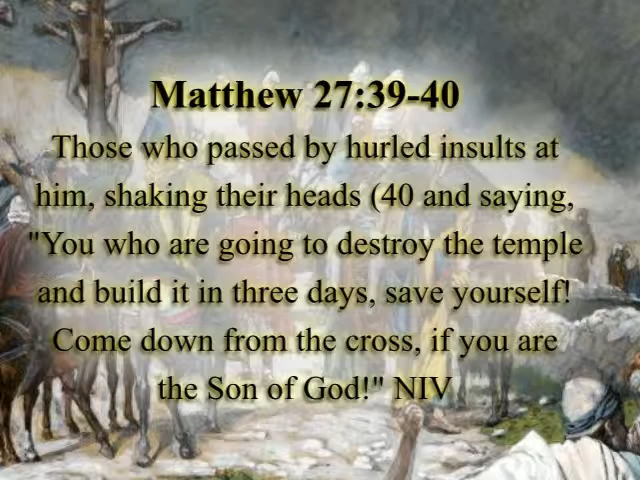 Matthew 27:39-40
Those who passed by hurled insults at
him, shaking their heads (40 and saying,
"You who are going to destroy the temple
and build it in three days, save yourself!
Come down from the cross, if you are
the Son of God!" NIV